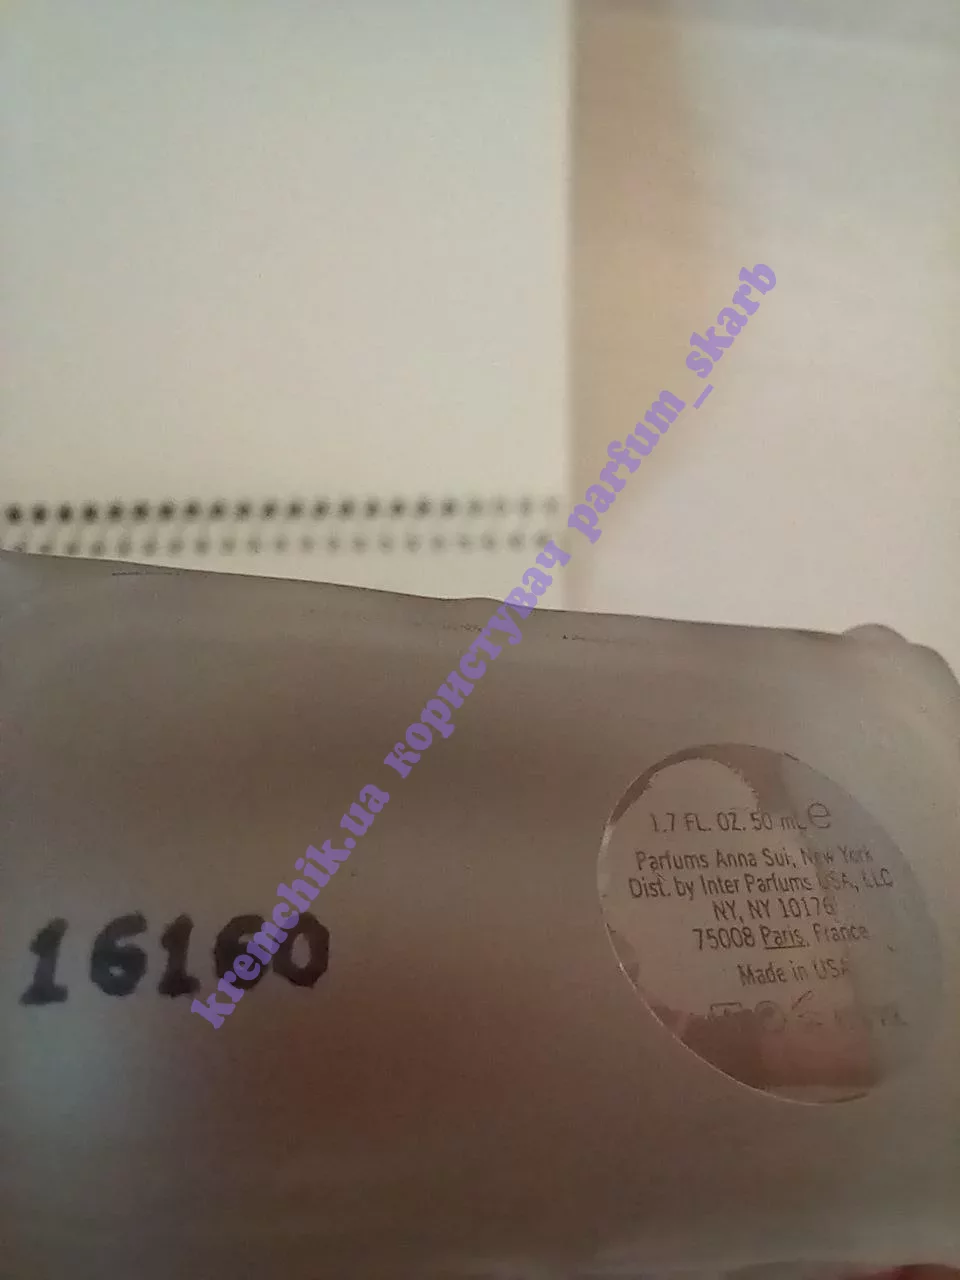 kremchik.ua користувач parfum_skarb
1.7 FL. OZ. 50 mL e
Parfums Anna Sui, New York
Dist. by Inter Parfums USA, LLC
NY, NY 10176
75008 Paris, France
Made in USA
16160